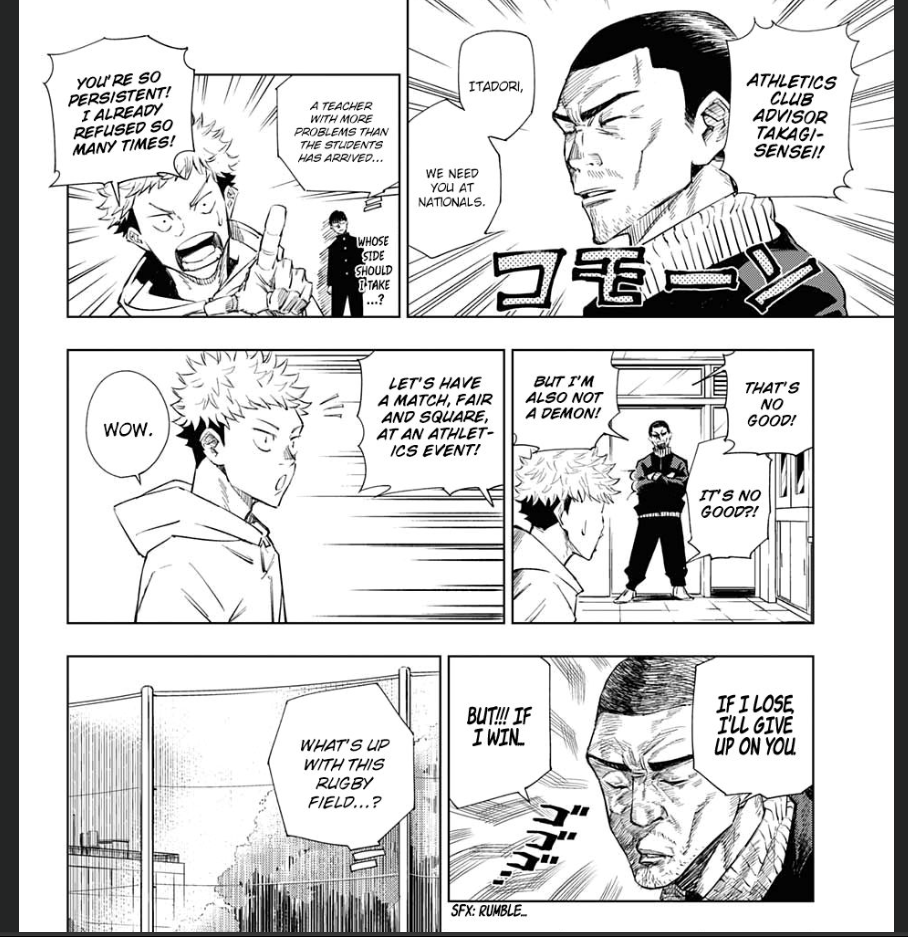 ATHLETICS
CLUB
ADVISOR
TAKAGI-
SENSEI!
ITADORI,
WE NEED
YOU AT
NATIONALS.
コモーン
A TEACHER
WITH MORE
PROBLEMS THAN
THE STUDENTS
HAS ARRIVED...
WHOSE
SIDE
SHOULD
I TAKE
...?
YOU'RE SO
PERSISTENT!
I ALREADY
REFUSED SO
MANY TIMES!
THAT'S
NO
GOOD!
IT'S NO
GOOD?!
BUT I'M
ALSO NOT
A DEMON!
LET'S HAVE
A MATCH, FAIR
AND SQUARE,
AT AN ATHLET-
ICS EVENT!
WOW.
IF I LOSE,
I'LL GIVE
UP ON YOU.
BUT!!! IF
I WIN...
ゴゴゴ
SFX: RUMBLE...
WHAT'S UP
WITH THIS
RUGBY
FIELD...?